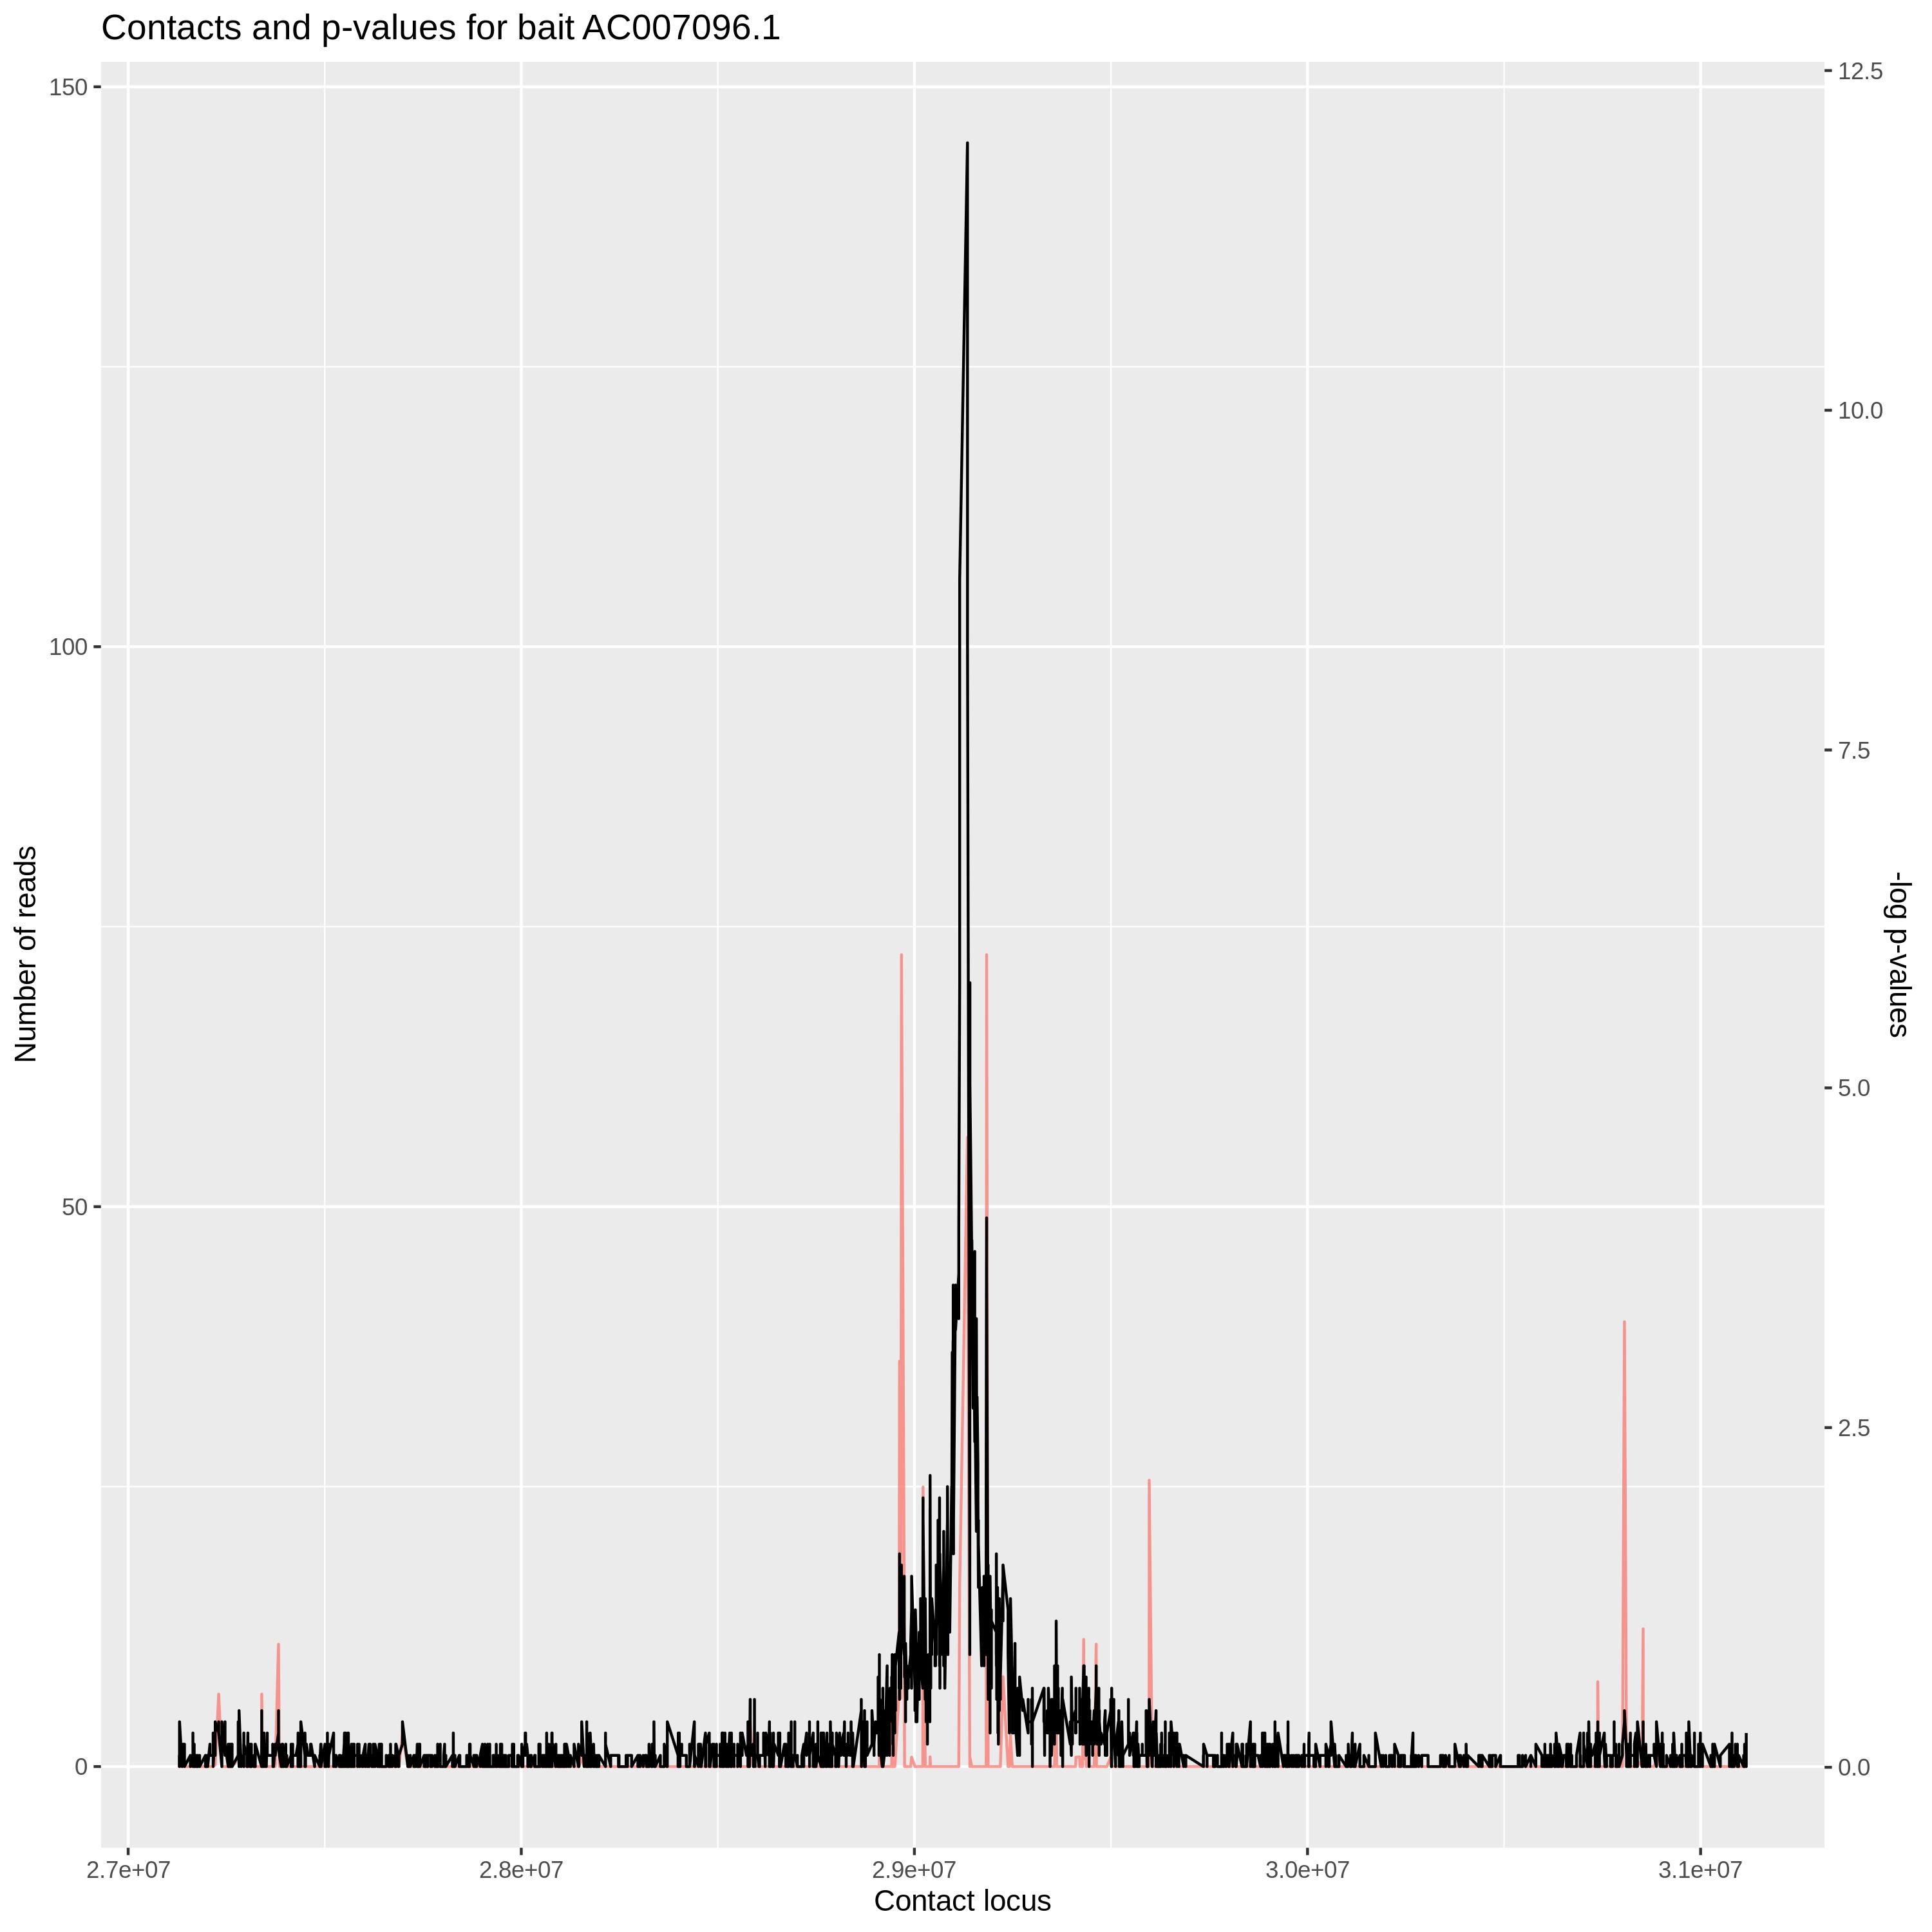 Contacts and p-values for bait AC007096.1
150
100
50
0
Number of reads
12.5
10.0
7.5
5.0
2.5
0.0
-log p-values
2.7e+07
2.8e+07
2.9e+07
3.0e+07
3.1e+07
Contact locus